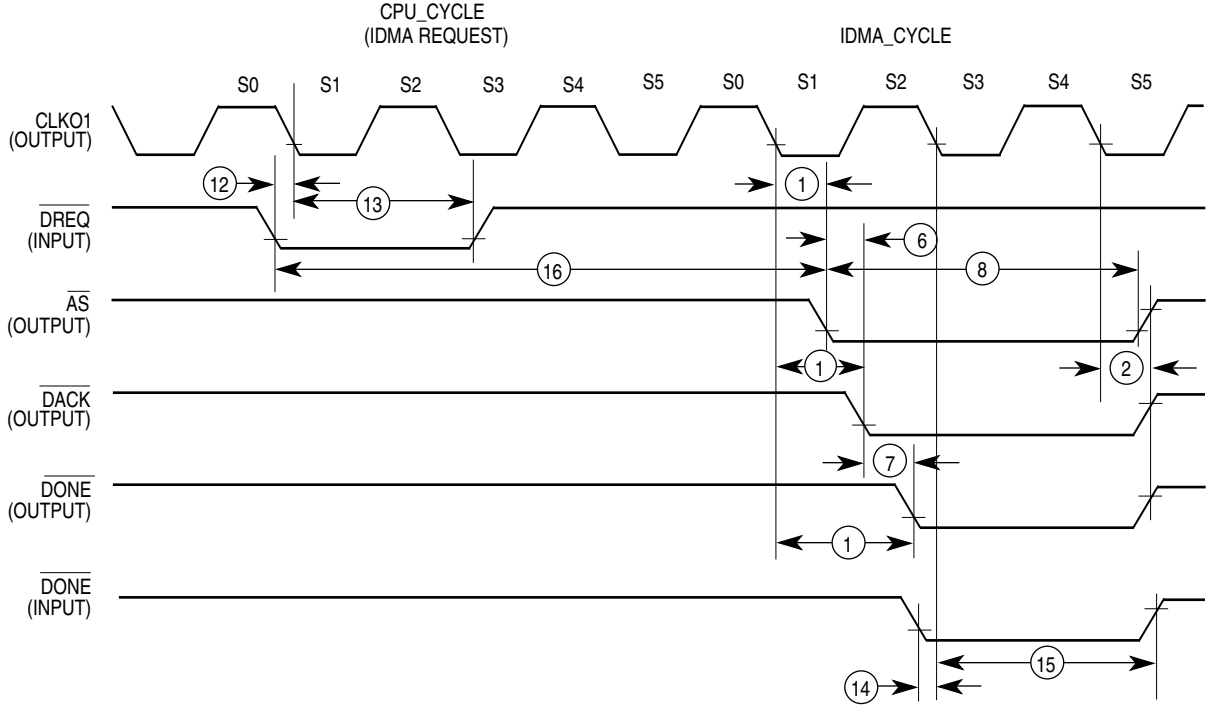 CPU_CYCLE
(IDMA REQUEST)
IDMA_CYCLE
S0 S1 S2 S3 S4 S5 S0 S1 S2 S3 S4 S5
CLKO1
(OUTPUT)
12
13
1
DREQ
(INPUT)
6
16
8
AS
(OUTPUT)
1
2
DACK
(OUTPUT)
7
DONE
(OUTPUT)
1
DONE
(INPUT)
15
14